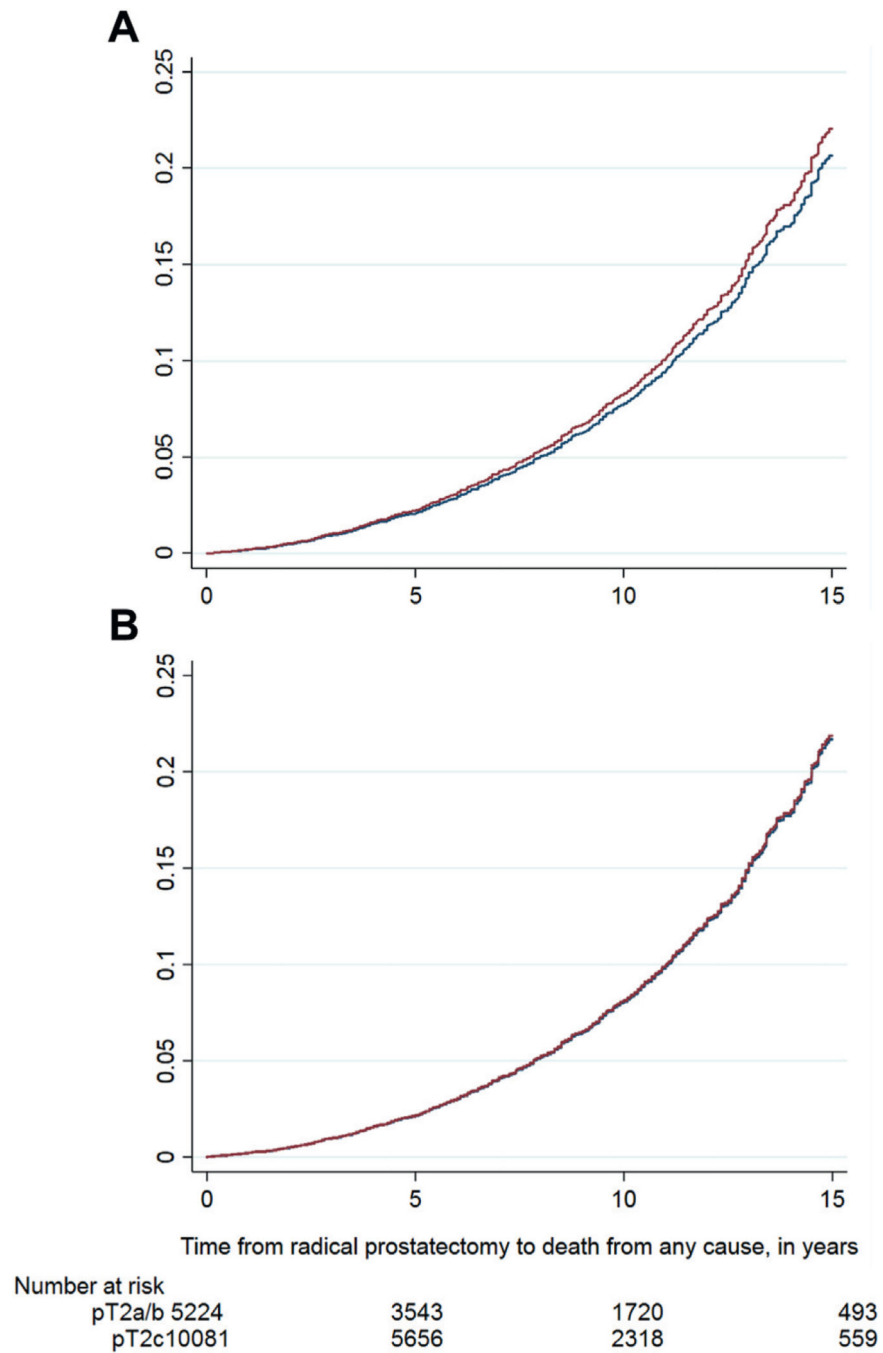 A
0.25
0.2
0.15
0.1
0.05
0
0 5 10 15
B
0.25
0.2
0.15
0.1
0.05
0
0 5 10 15
Time from radical prostatectomy to death from any cause, in years
Number at risk
pT2a/b 5224 3543 1720 493
pT2c10081 5656 2318 559